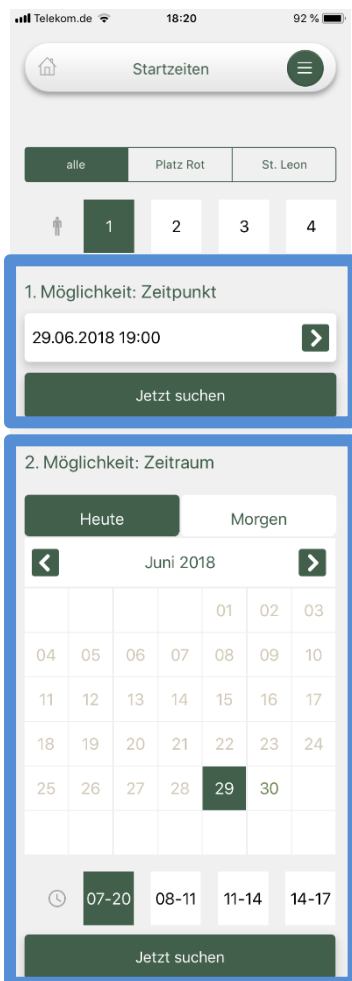 Telekom.de 18:20 92 %
Startzeiten
alle Platz Rot St. Leon
1 2 3 4
1. Möglichkeit: Zeitpunkt
29.06.2018 19:00
Jetzt suchen
2. Möglichkeit: Zeitraum
Heute Morgen
Juni 2018
01 02 03
04 05 06 07 08 09 10
11 12 13 14 15 16 17
18 19 20 21 22 23 24
25 26 27 28 29 30
07-20 08-11 11-14 14-17
Jetzt suchen